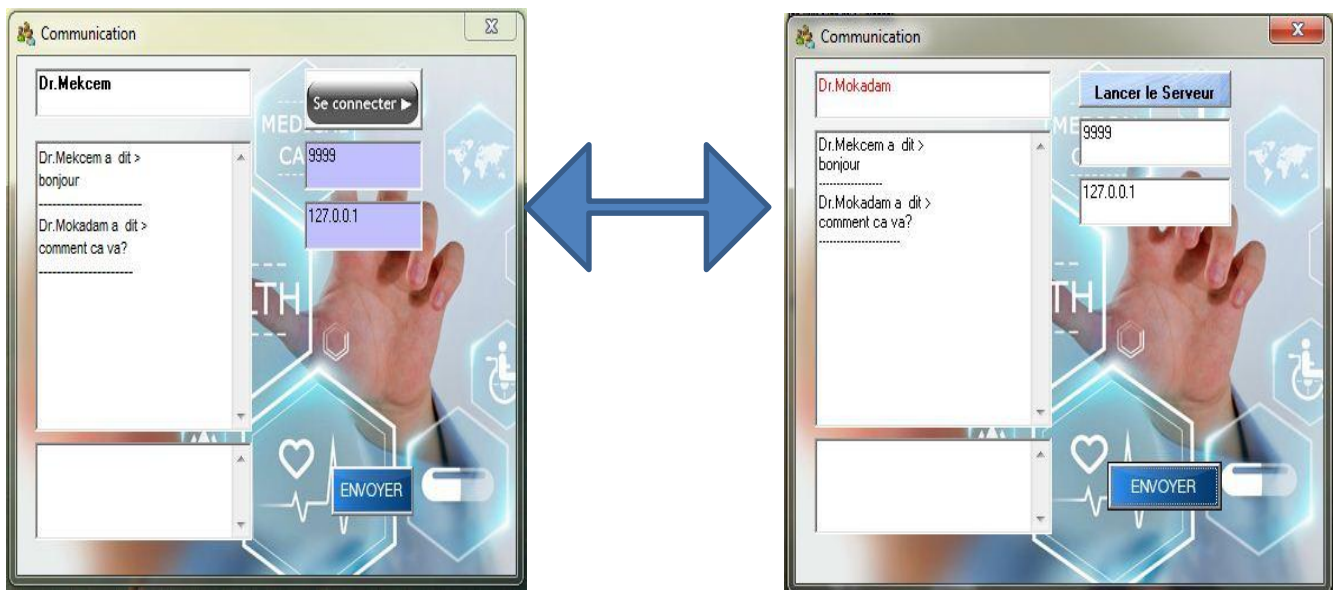 Communication
Dr.Mekcem
Se connecter
9999
127.0.0.1
Dr.Mekcem a dit >
bonjour
----------------------
Dr.Mokadam a dit >
comment ca va?
--------------------
ENVOYER
Communication
Dr.Mokadam
Lancer le Serveur
9999
127.0.0.1
Dr.Mekcem a dit >
bonjour
----------------
Dr.Mokadam a dit >
comment ca va?
--------------------
ENVOYER